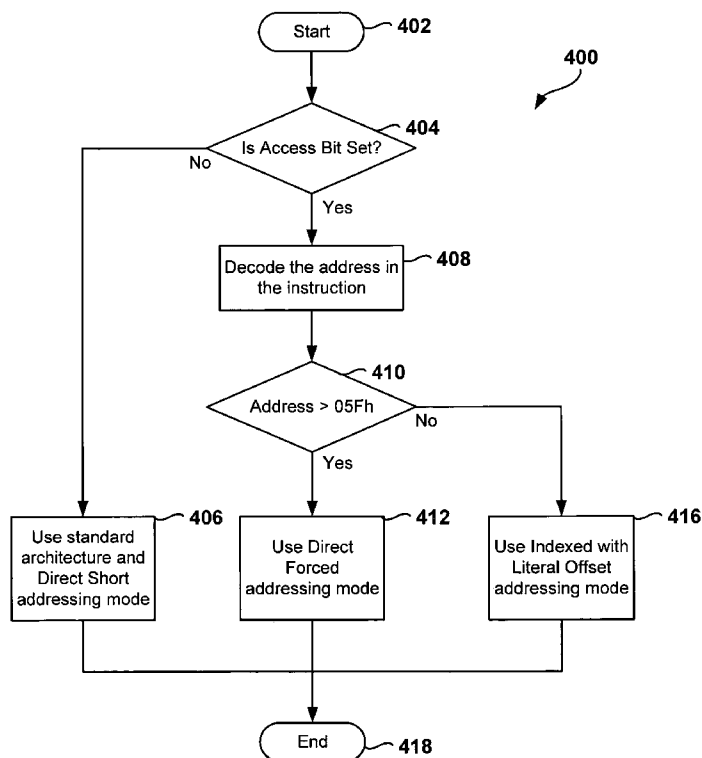 Start
402
400
404
Is Access Bit Set?
No
Yes
Decode the address in
the instruction
408
410
Address > 05Fh
No
Yes
406
Use standard
architecture and
Direct Short
addressing mode
412
Use Direct
Forced
addressing mode
416
Use Indexed with
Literal Offset
addressing mode
End
418